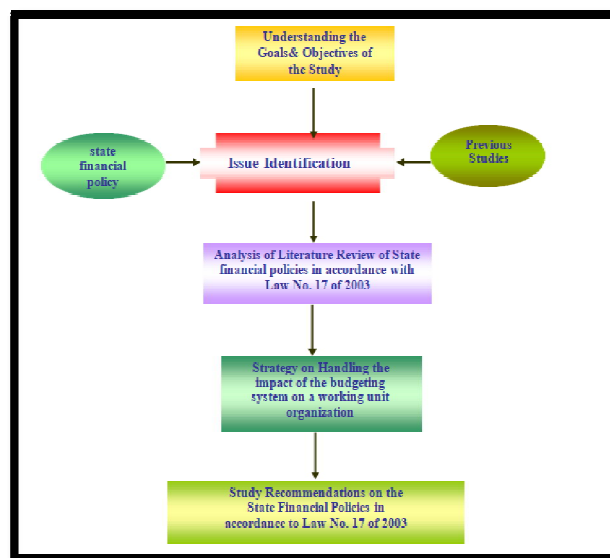 Understanding the
Goals& Objectives of
the Study
state
financial
policy
Issue Identification
Previous
Studies
Analysis of Literature Review of State
financial policies in accordance with
Law No. 17 of 2003
Strategy on Handling the
impact of the budgeting
system on a working unit
organization
Study Recommendations on the
State Financial Policies in
accordance to Law No. 17 of 2003